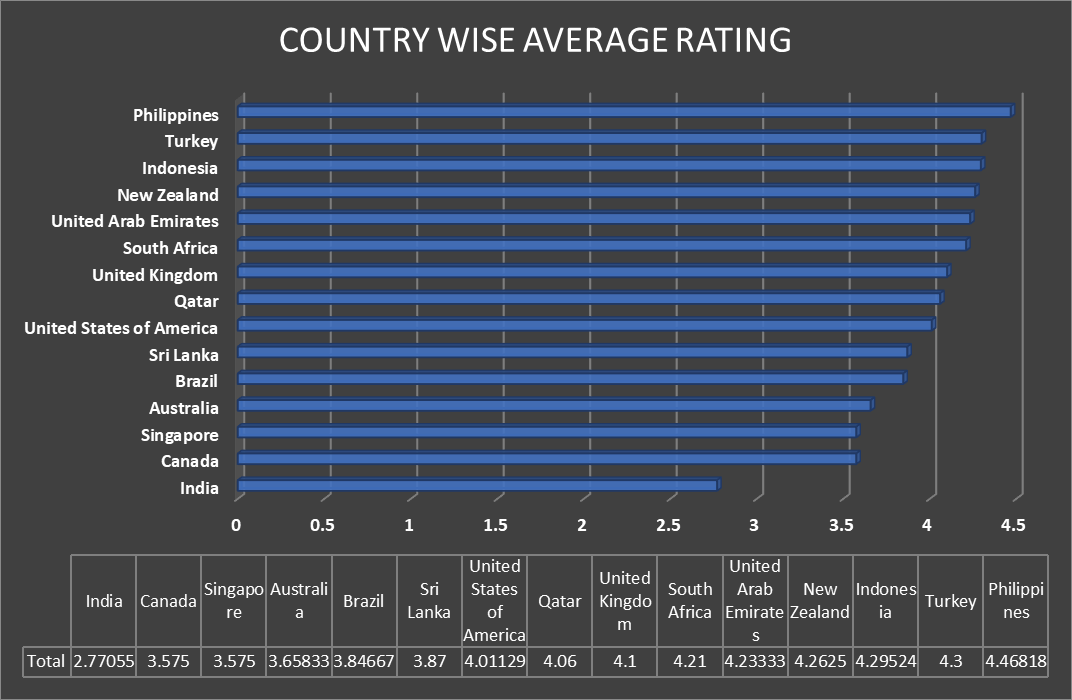 COUNTRY WISE AVERAGE RATING
Philippines
Turkey
Indonesia
New Zealand
United Arab Emirates
South Africa
United Kingdom
Qatar
United States of America
Sri Lanka
Brazil
Australia
Singapore
Canada
India
0 0.5 1 1.5 2 2.5 3 3.5 4 4.5
India Canada Singapo
re Australi
a Brazil Sri
Lanka United
States
of
America Qatar United
Kingdo
m South
Africa United
Arab
Emirate
s New
Zealand Indones
ia Turkey Philippi
nes
Total 2.77055 3.575 3.575 3.65833 3.84667 3.87 4.01129 4.06 4.1 4.21 4.23333 4.2625 4.29524 4.3 4.46818